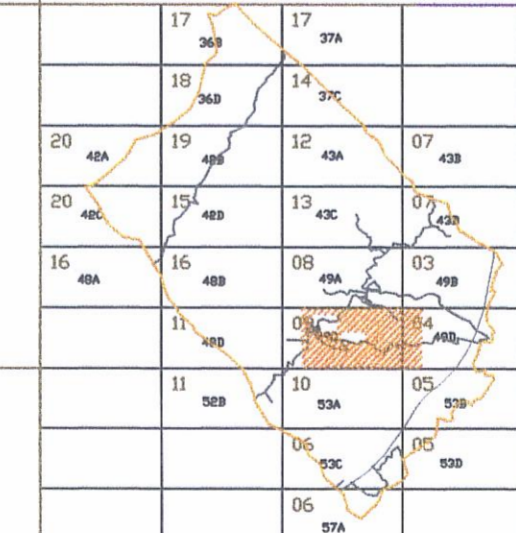 17 17
36B 37A
18 14
36D 37C
20 19 12 07
42A 42B 43A 43B
20 15 13 07
42C 42D 43C 43D
16 16 08 03
48A 48B 49A 49B
11 04
48D 49D
11 10 05
52B 53A 53B
06 05
53C 53D
06
57A